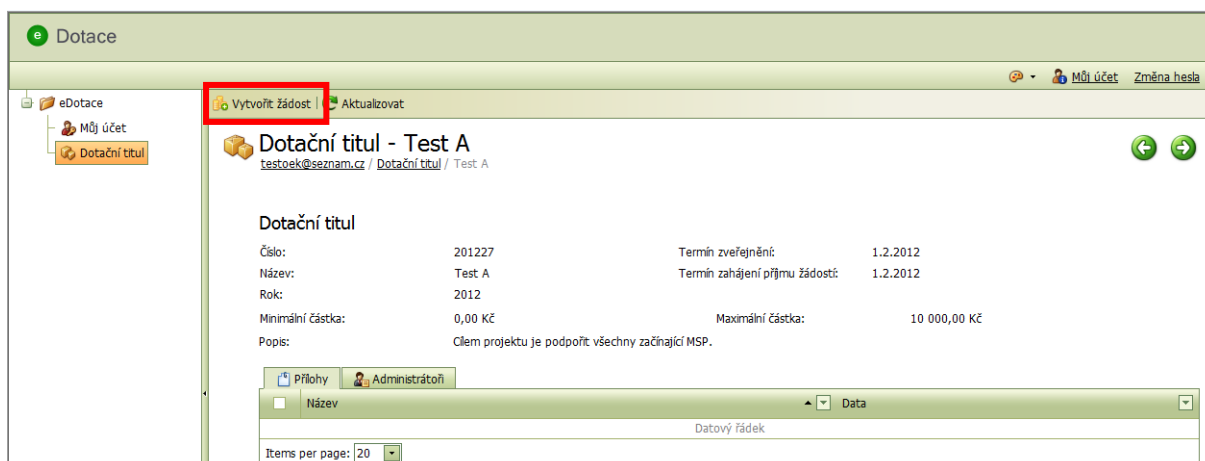 e Dotace
Můj účet Změna hesla
eDotace
Můj účet
Dotační titul
Vytvořit žádost | Aktualizovat
Dotační titul - Test A
testoek@seznam.cz / Dotační titul / Test A
Dotační titul
Číslo: 201227 Termín zveřejnění: 1.2.2012
Název: Test A Termín zahájení příjmu žádostí: 1.2.2012
Rok: 2012
Minimální částka: 0,00 Kč Maximální částka: 10 000,00 Kč
Popis: Cílem projektu je podpořit všechny začínající MSP.
Přílohy Administrátoři
Název Data
Datový řádek
Items per page: 20